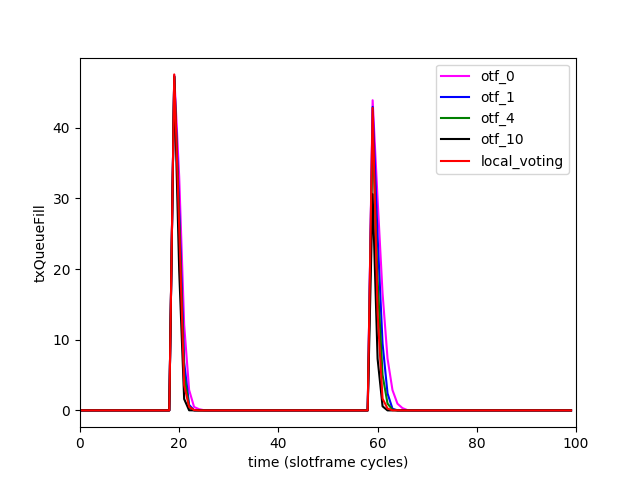 otf_0
otf_1
otf_4
otf_10
local_voting
txQueueFill
40
30
20
10
0
0 20 40 60 80 100
time (slotframe cycles)